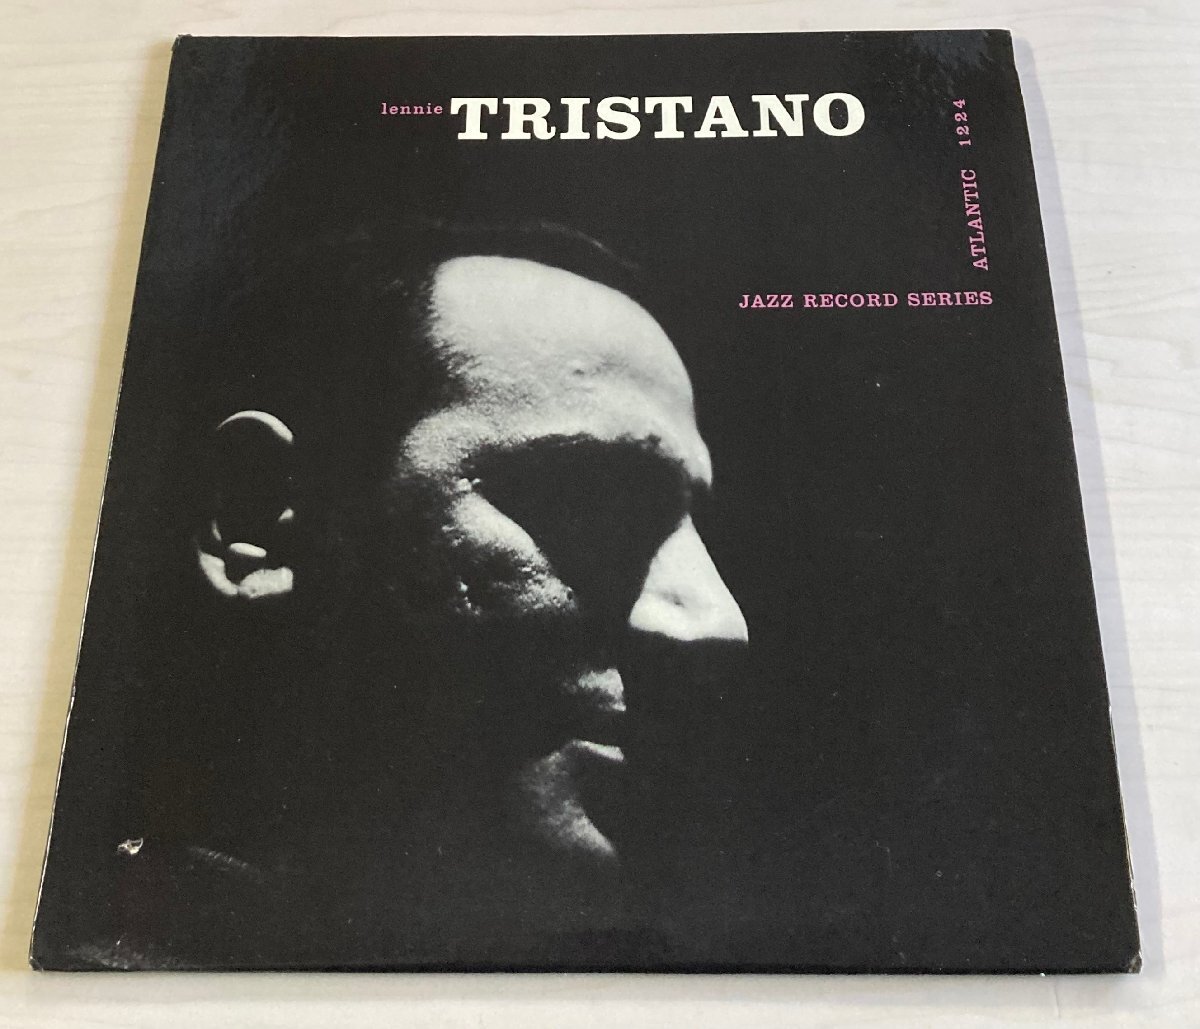 lennie TRISTANO
ATLANTIC 1224
JAZZ RECORD SERIES